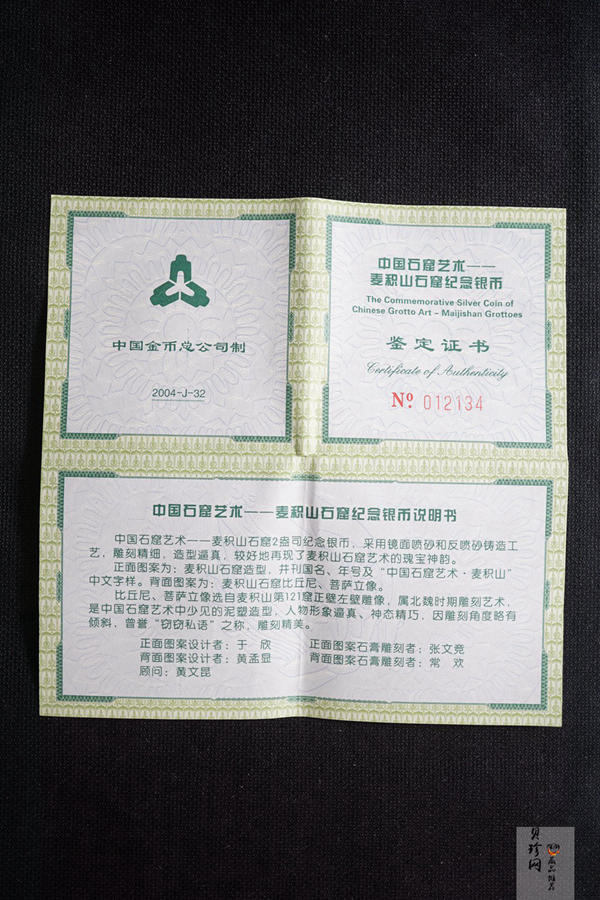 中国金币总公司制
2004-J-32
中国石窟艺术——
麦积山石窟纪念银币
The Commemorative Silver Coin of
Chinese Grotto Art - Maijishan Grottoes
鉴定证书
Certificate of Authenticity
Nº 012134
中国石窟艺术——麦积山石窟纪念银币说明书
中国石窟艺术——麦积山石窟2盎司纪念银币，采用镜面喷砂和反喷砂铸造工
艺，雕刻精细，造型逼真，较好地再现了麦积山石窟艺术的瑰宝神韵。
正面图案为：麦积山石窟造型，并刊国名、年号及“中国石窟艺术·麦积山”
中文字样。背面图案为：麦积山石窟比丘尼、菩萨立像。
比丘尼、菩萨立像选自麦积山第121窟正壁左壁雕像，属北魏时期雕刻艺术，
是中国石窟艺术中少见的泥塑造型，人物形象逼真、神态精巧，因雕刻角度略有
倾斜，曾誉“窃窃私语”之称，雕刻精美。
正面图案设计者：于　欣　　正面图案石膏雕刻者：张文竞
背面图案设计者：黄孟显　　背面图案石膏雕刻者：常　欢
顾问：黄文昆
贝珍网